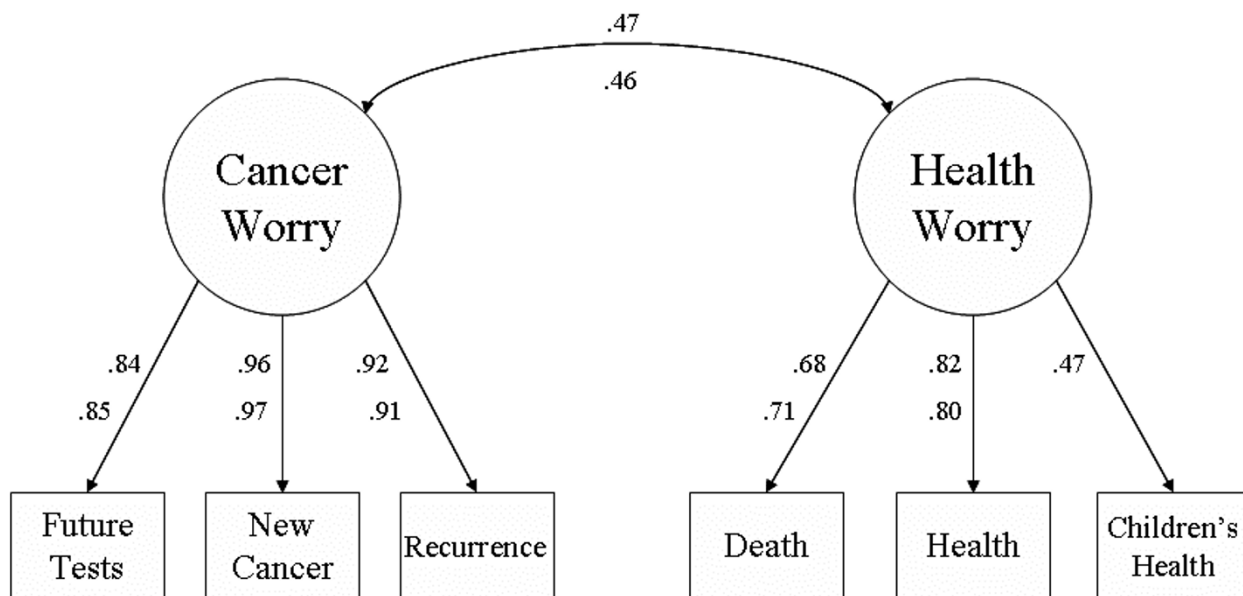 .47
.46
Cancer
Worry
Health
Worry
.84
.96
.92
.68
.82
.47
.85
.97
.91
.71
.80
Future
Tests
New
Cancer
Recurrence
Death
Health
Children’s
Health